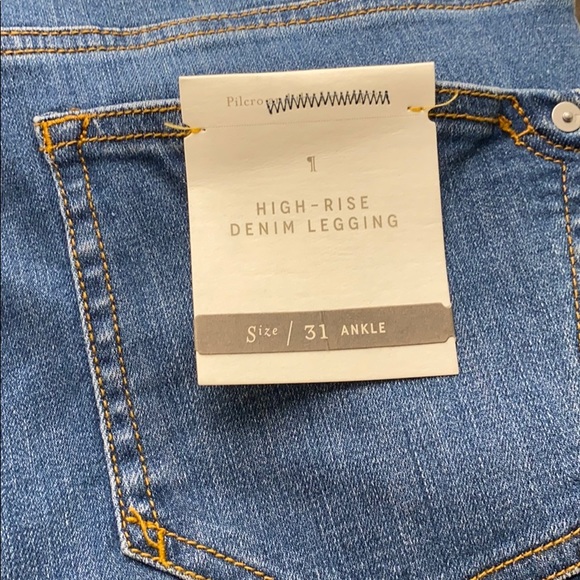 Pilcro
¶
HIGH-RISE
DENIM LEGGING
Size / 31 ANKLE